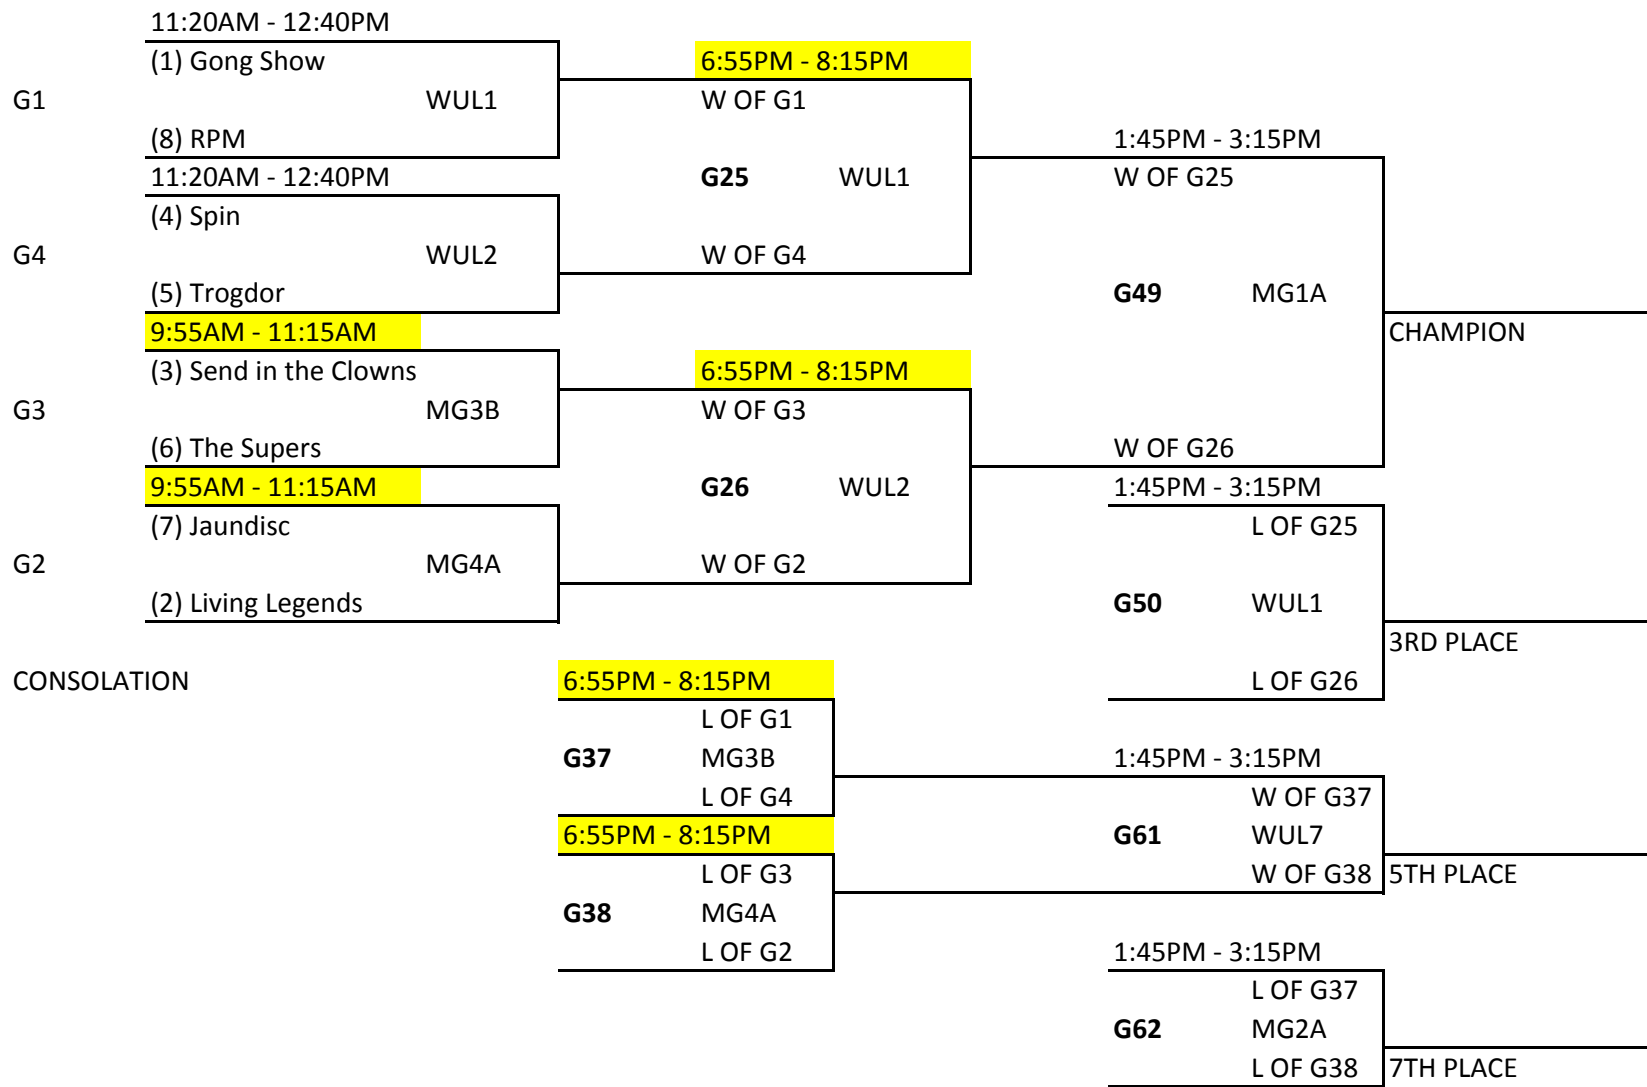 11:20AM - 12:40PM
(1) Gong Show 6:55PM - 8:15PM
G1 WUL1 W OF G1
(8) RPM 1:45PM - 3:15PM
11:20AM - 12:40PM G25 WUL1 W OF G25
(4) Spin
G4 WUL2 W OF G4
(5) Trogdor G49 MG1A
9:55AM - 11:15AM CHAMPION
(3) Send in the Clowns 6:55PM - 8:15PM
G3 MG3B W OF G3
(6) The Supers W OF G26
9:55AM - 11:15AM G26 WUL2 1:45PM - 3:15PM
(7) Jaundisc L OF G25
G2 MG4A W OF G2
(2) Living Legends G50 WUL1
3RD PLACE
CONSOLATION 6:55PM - 8:15PM L OF G26
L OF G1
G37 MG3B 1:45PM - 3:15PM
L OF G4 W OF G37
6:55PM - 8:15PM G61 WUL7
L OF G3 W OF G38 5TH PLACE
G38 MG4A
L OF G2 1:45PM - 3:15PM
L OF G37
G62 MG2A
L OF G38 7TH PLACE